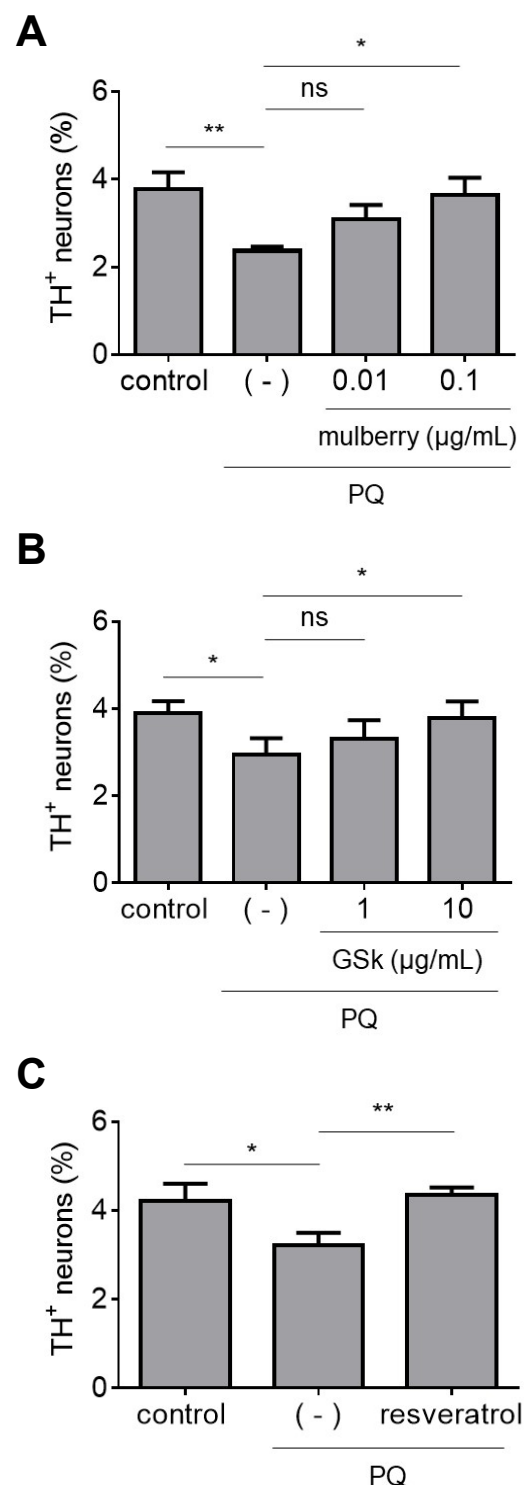 A
*
ns
**
6
4
2
0
TH+ neurons (%)
control ( - ) 0.01 0.1
mulberry (µg/mL)
PQ
B
*
ns
*
6
4
2
0
TH+ neurons (%)
control ( - ) 1 10
GSk (µg/mL)
PQ
C
**
*
6
4
2
0
TH+ neurons (%)
control ( - ) resveratrol
PQ